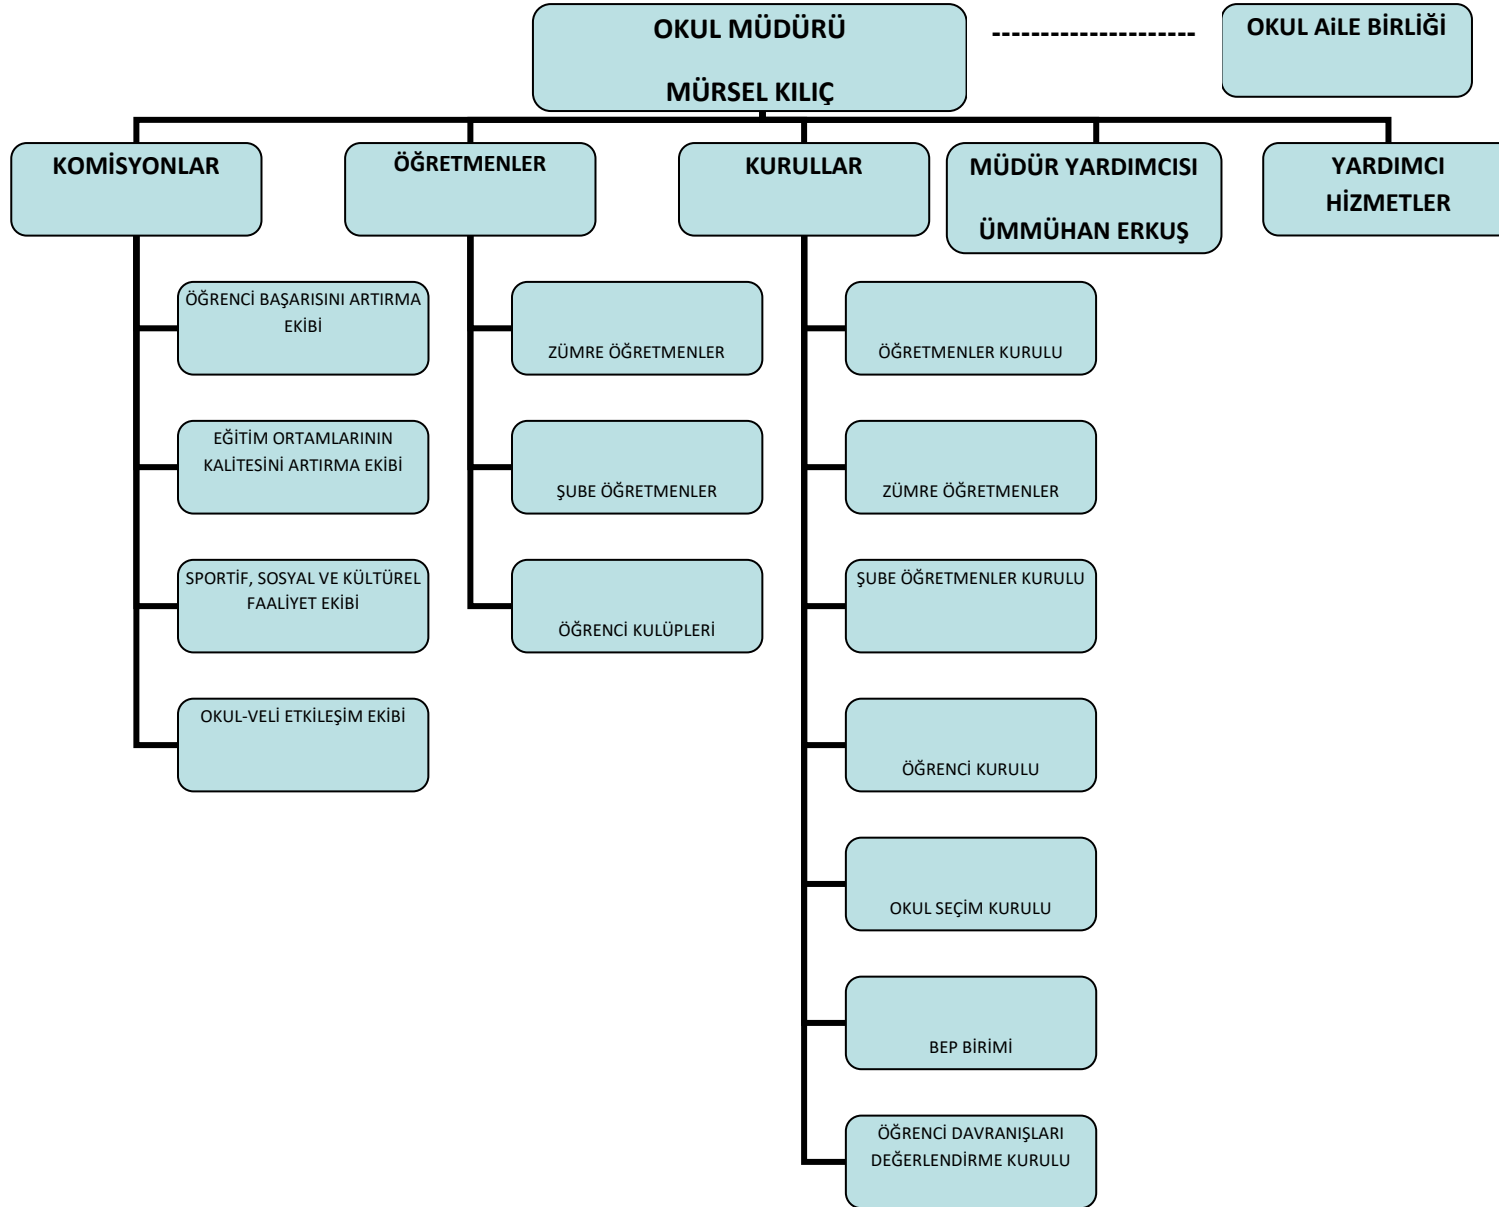 OKUL MÜDÜRÜ
MÜRSEL KILIÇ
---------------------
OKUL AiLE BİRLİĞİ
KOMİSYONLAR
ÖĞRETMENLER
KURULLAR
MÜDÜR YARDIMCISI
ÜMMÜHAN ERKUŞ
YARDIMCI
HİZMETLER
ÖĞRENCİ BAŞARISINI ARTIRMA
EKİBİ
EĞİTİM ORTAMLARININ
KALİTESİNİ ARTIRMA EKİBİ
SPORTİF, SOSYAL VE KÜLTÜREL
FAALİYET EKİBİ
OKUL-VELİ ETKİLEŞİM EKİBİ
ZÜMRE ÖĞRETMENLER
ŞUBE ÖĞRETMENLER
ÖĞRENCİ KULÜPLERİ
ÖĞRETMENLER KURULU
ZÜMRE ÖĞRETMENLER
ŞUBE ÖĞRETMENLER KURULU
ÖĞRENCİ KURULU
OKUL SEÇİM KURULU
BEP BİRİMİ
ÖĞRENCİ DAVRANIŞLARI
DEĞERLENDİRME KURULU